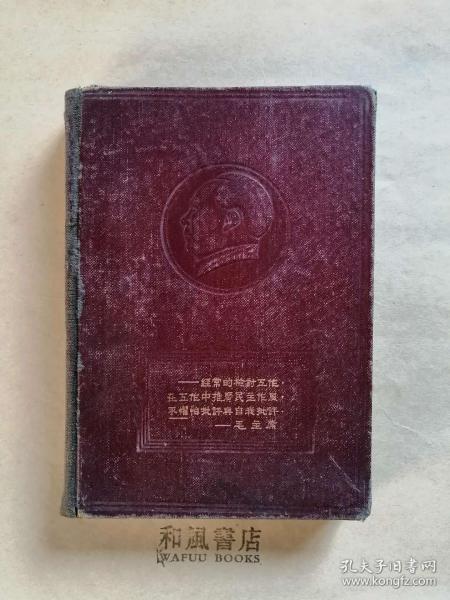 ——經常的檢討工作,
在工作中推廣民主作風,
不懼怕批評與自我批評,
——毛主席
和風書店
WAFUU BOOKS
孔夫子旧书网
www.kongfz.com